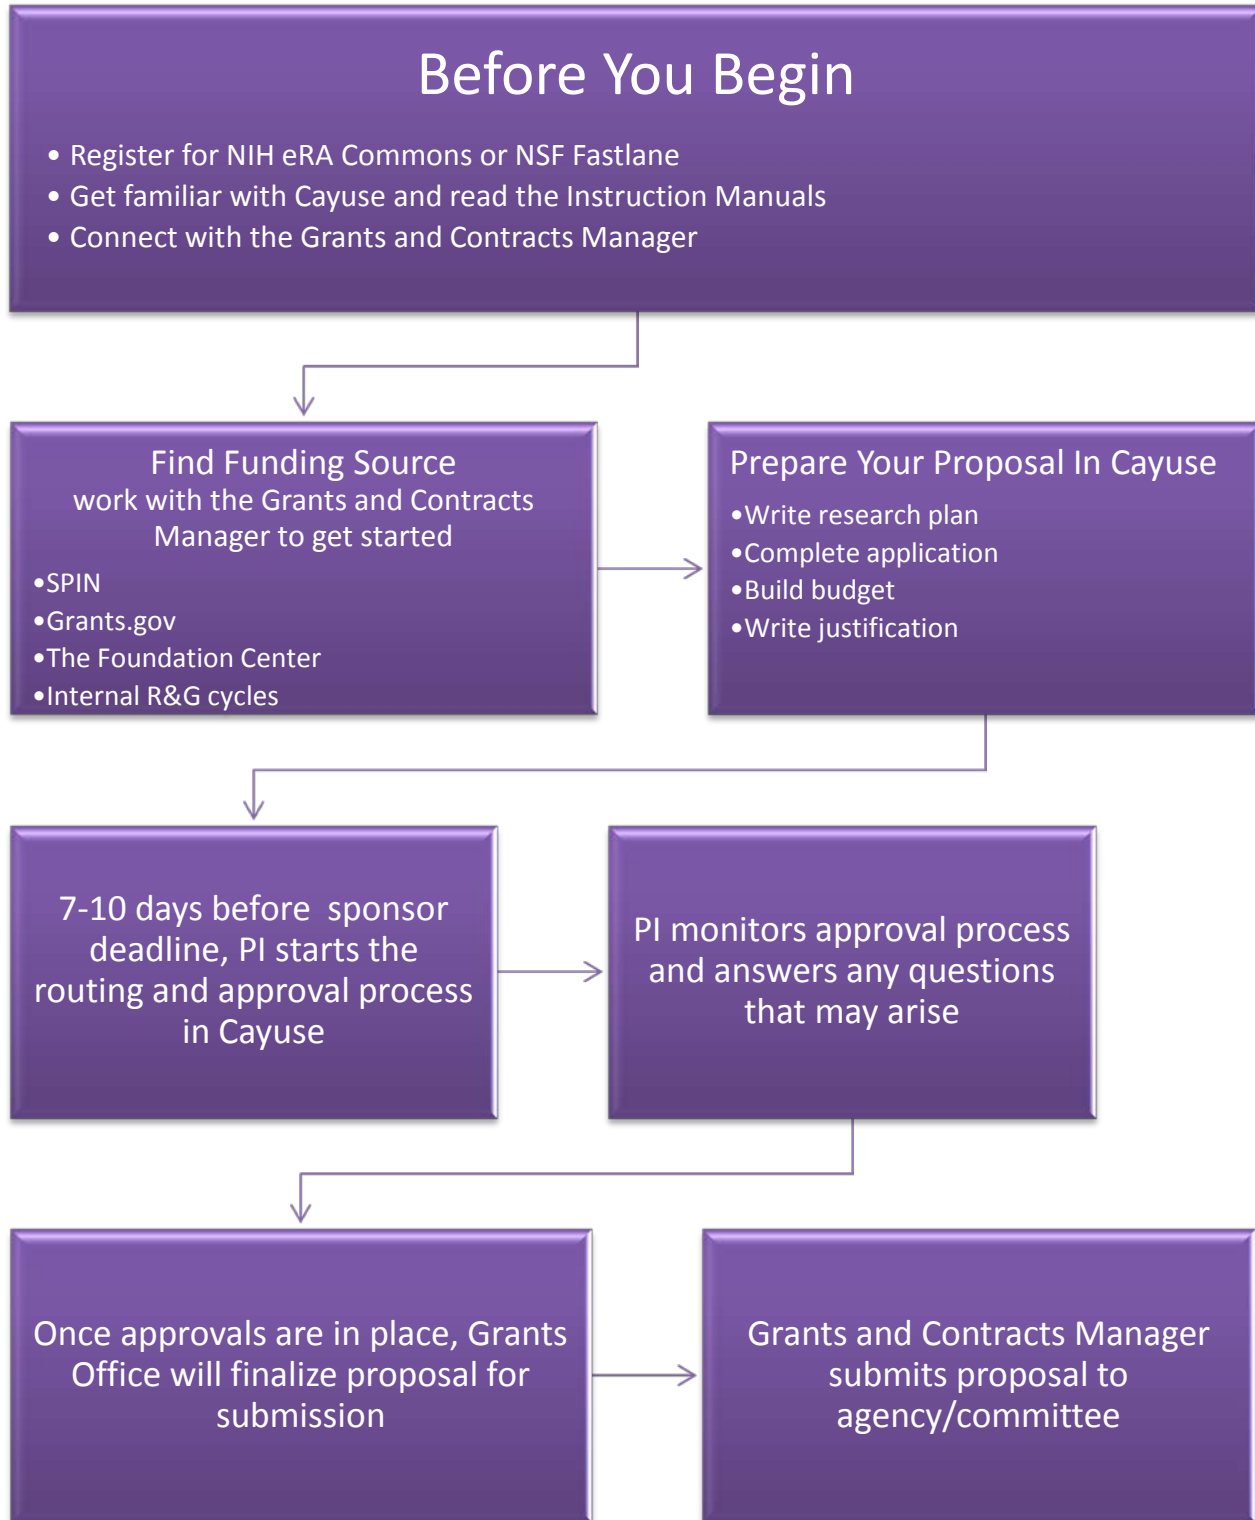 Before You Begin
• Register for NIH eRA Commons or NSF Fastlane
• Get familiar with Cayuse and read the Instruction Manuals
• Connect with the Grants and Contracts Manager
Find Funding Source
work with the Grants and Contracts
Manager to get started
•SPIN
•Grants.gov
•The Foundation Center
•Internal R&G cycles
Prepare Your Proposal In Cayuse
•Write research plan
•Complete application
•Build budget
•Write justification
7-10 days before  sponsor
deadline, PI starts the
routing and approval process
in Cayuse
PI monitors approval process
and answers any questions
that may arise
Once approvals are in place, Grants
Office will finalize proposal for
submission
Grants and Contracts Manager
submits proposal to
agency/committee